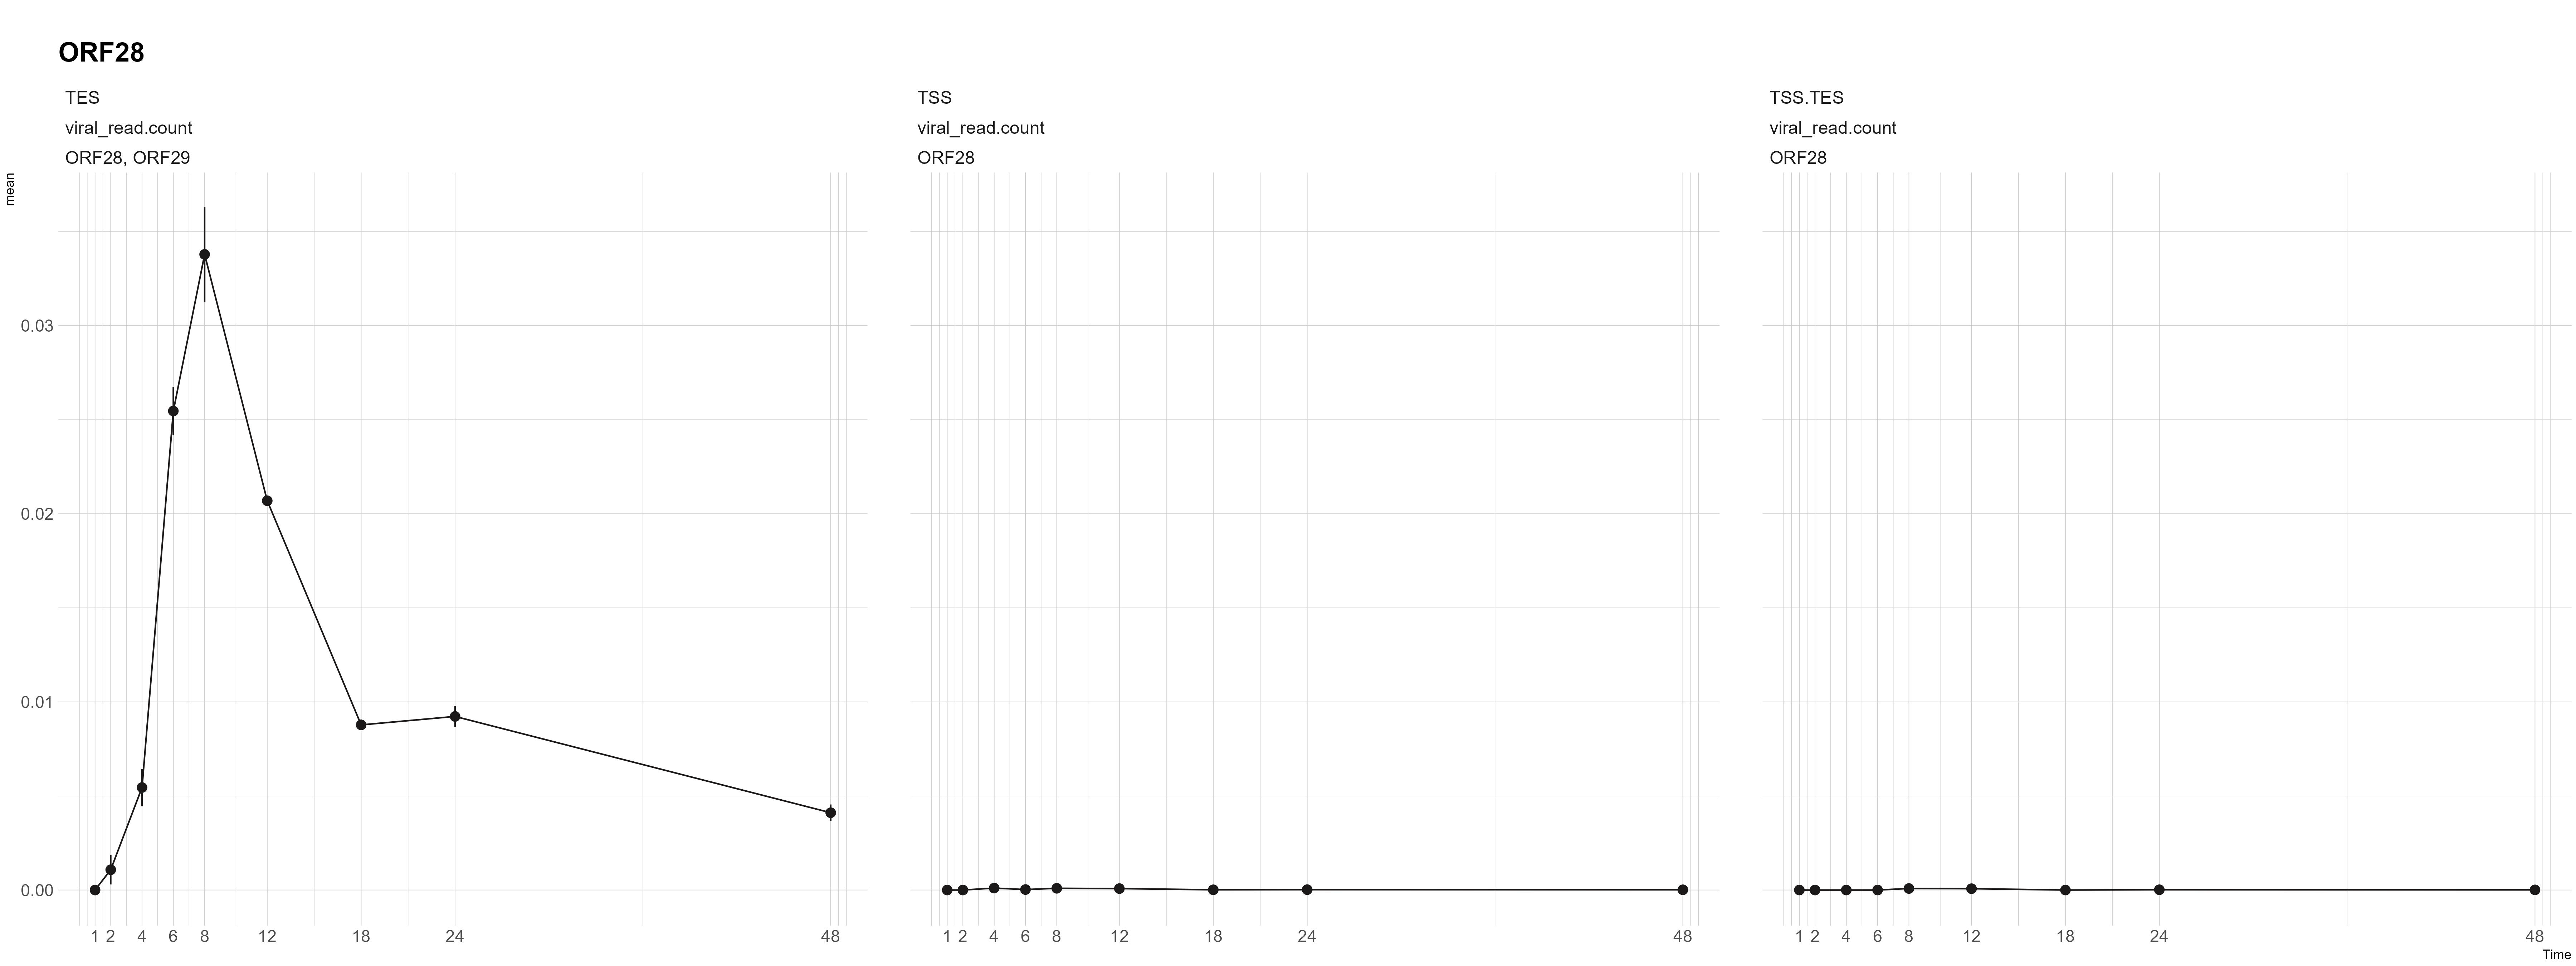 ORF28
TES
viral_read.count
ORF28, ORF29
TSS
viral_read.count
ORF28
TSS.TES
viral_read.count
ORF28
mean
0.03
0.02
0.01
0.00
1 2 4 6 8 12 18 24 48
1 2 4 6 8 12 18 24 48
1 2 4 6 8 12 18 24 48
Time